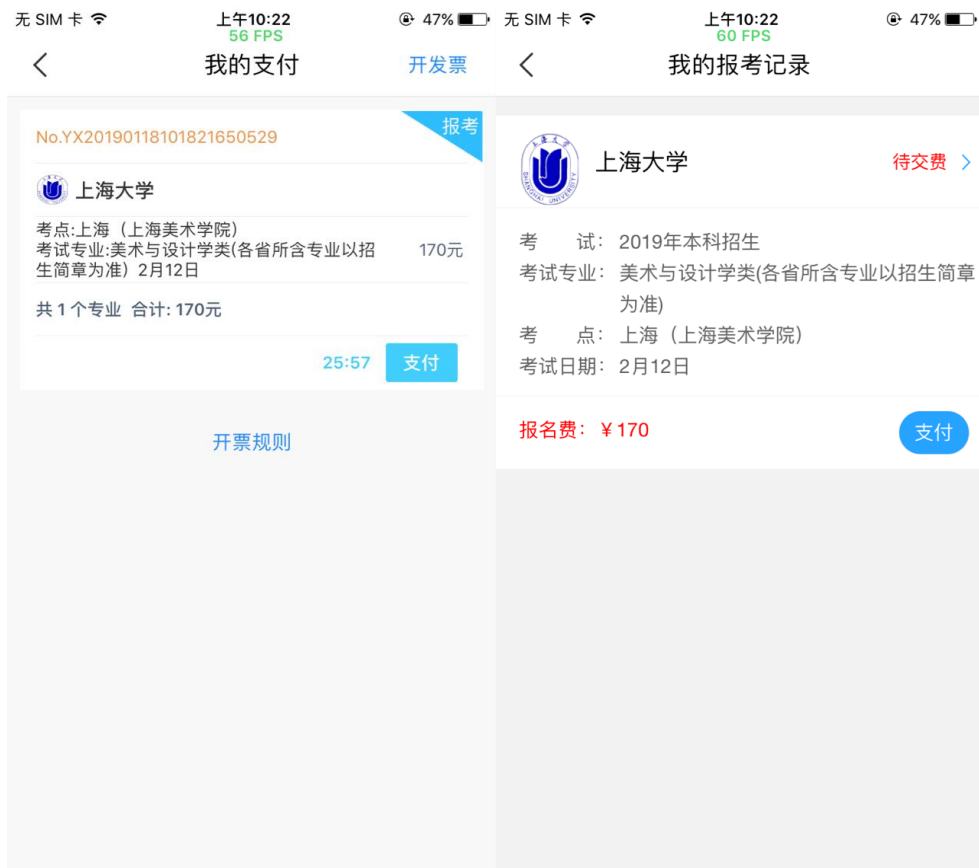 无 SIM 卡
上午10:22
47%
56 FPS
我的支付
开发票
No.YX20190118101821650529
报考
上海大学
考点:上海（上海美术学院）
考试专业:美术与设计学类(各省所含专业以招
生简章为准）2月12日
170元
共 1 个专业 合计: 170元
25:57
支付
开票规则
无 SIM 卡
上午10:22
47%
60 FPS
我的报考记录
上海大学
SHANGHAI UNIVERSITY
上海大学
待交费
考 试： 2019年本科招生
考试专业： 美术与设计学类(各省所含专业以招生简章
为准)
考 点： 上海（上海美术学院）
考试日期： 2月12日
报名费：￥170
支付